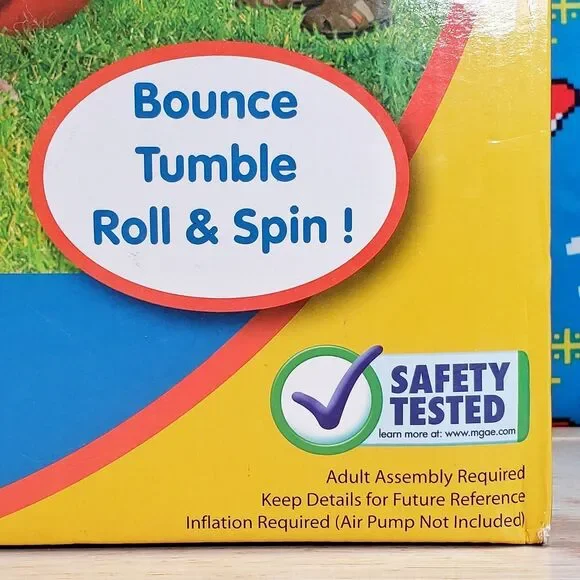 Bounce
Tumble
Roll & Spin !
SAFETY
TESTED
learn more at: www.mgae.com
Adult Assembly Required
Keep Details for Future Reference
Inflation Required (Air Pump Not Included)